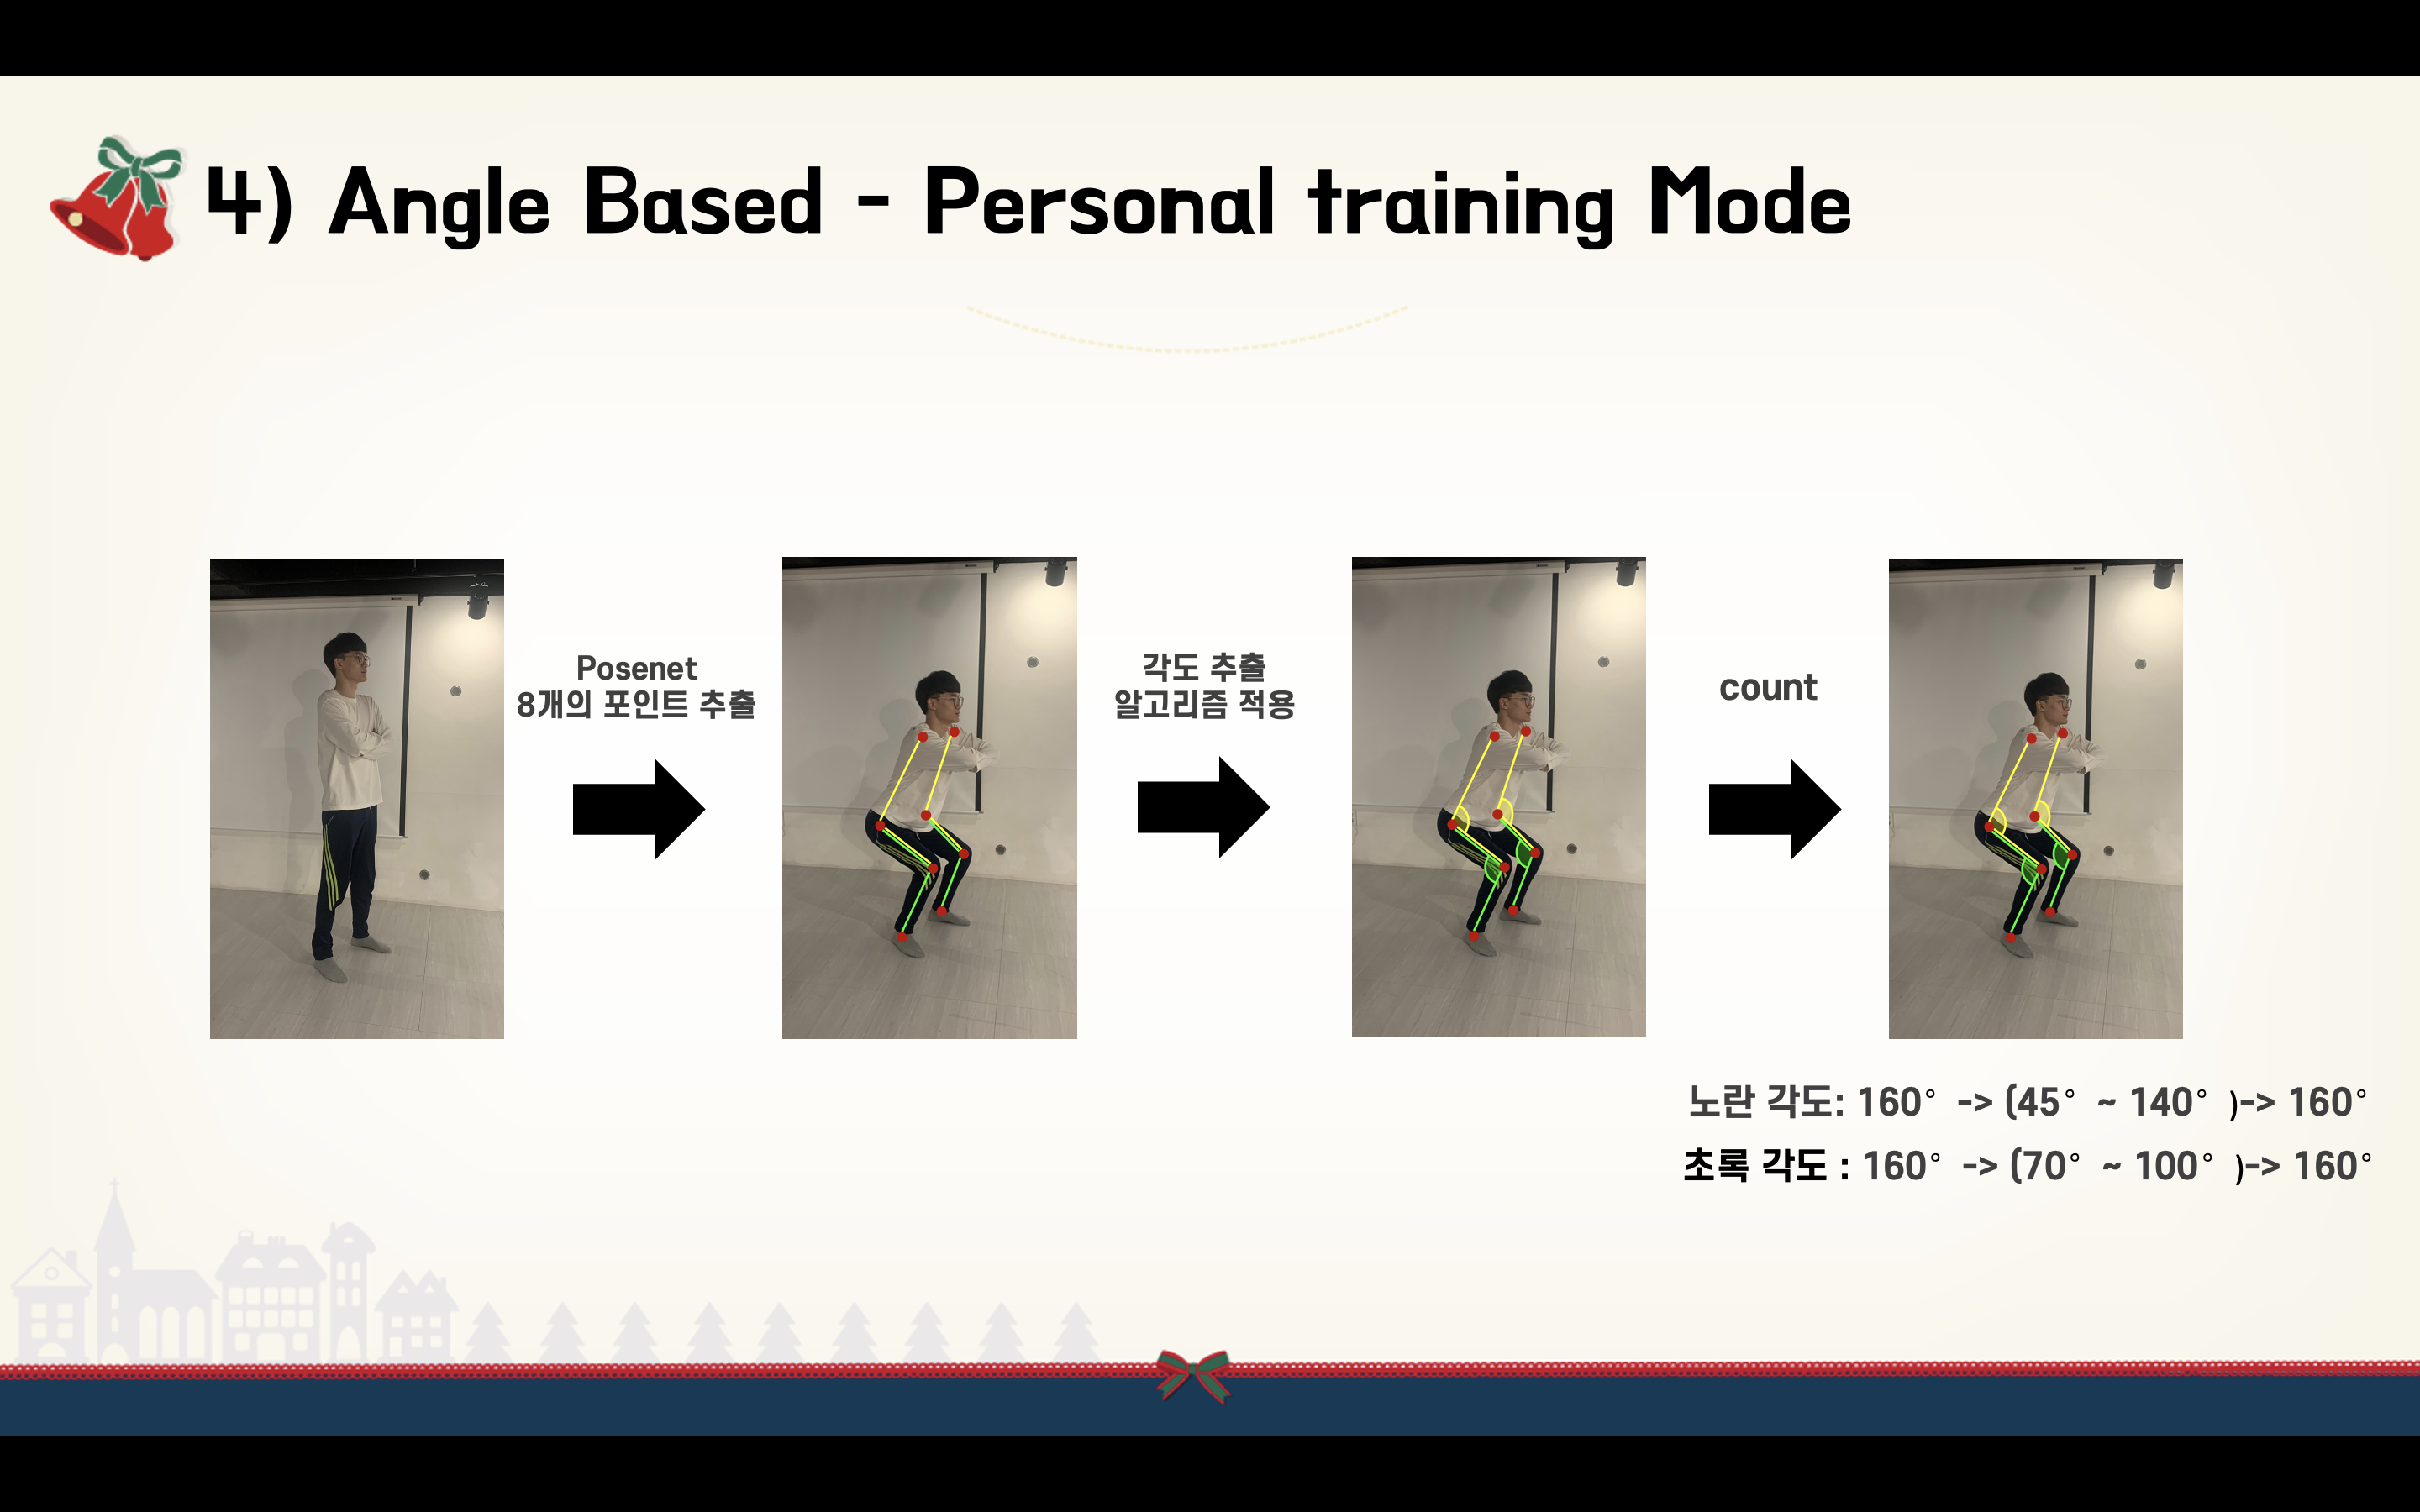 4) Angle Based - Personal training Mode
Posenet
8개의 포인트 추출
각도 추출
알고리즘 적용
count
노란 각도: 160° -> (45° ~ 140° )-> 160°
초록 각도 : 160° -> (70° ~ 100° )-> 160°